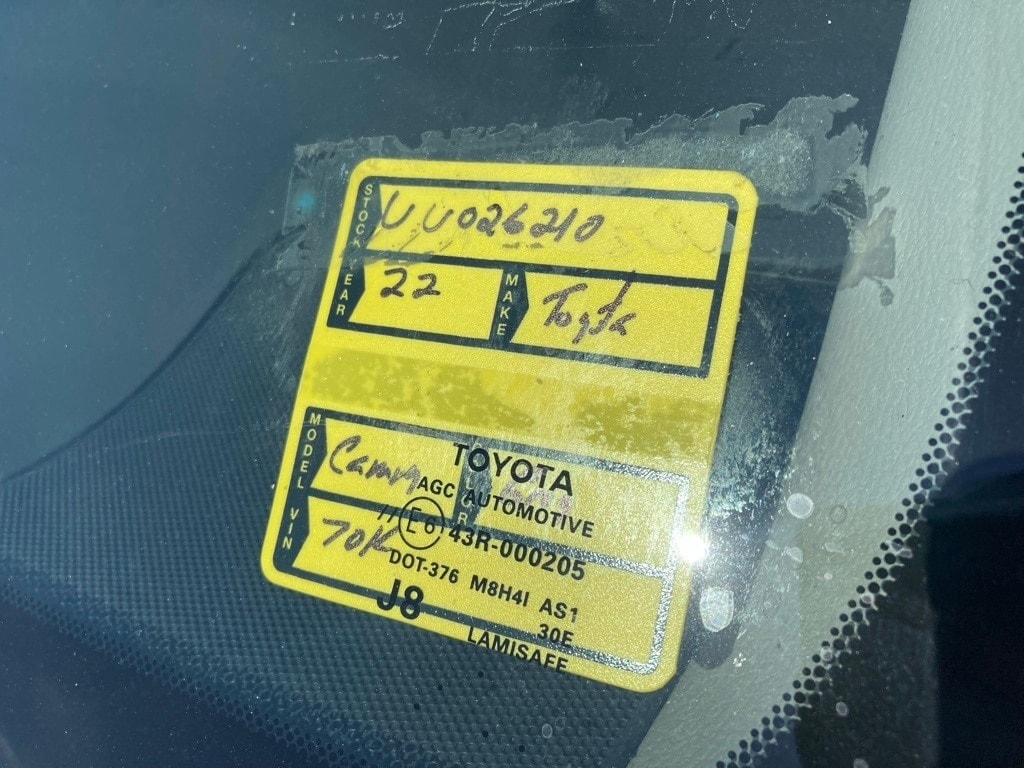 STOCK UU026210
YEAR 22 MAKE Toyota
MODEL Camry
TOYOTA
AGC AUTOMOTIVE
VIN 70K
// E6 43R-000205
DOT-376 M8H4I AS1
J8 30E
LAMISAFE